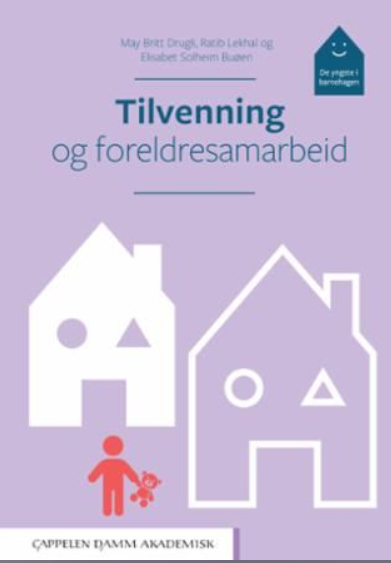 May Britt Drugli, Ratib Lekhal og
Elisabet Solheim Buøen
De yngste i
barnehagen
Tilvenning
og foreldresamarbeid
CAPPELEN DAMM AKADEMISK